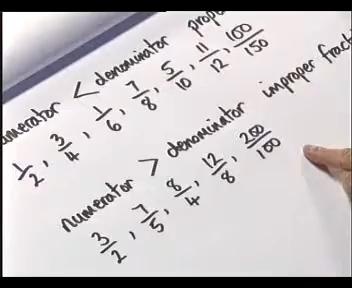 numerator < denominator prope
1/2, 3/4, 1/6, 7/8, 5/10, 11/12, 100/150
numerator > denominator improper fract
3/2, 7/5, 8/4, 12/8, 200/100